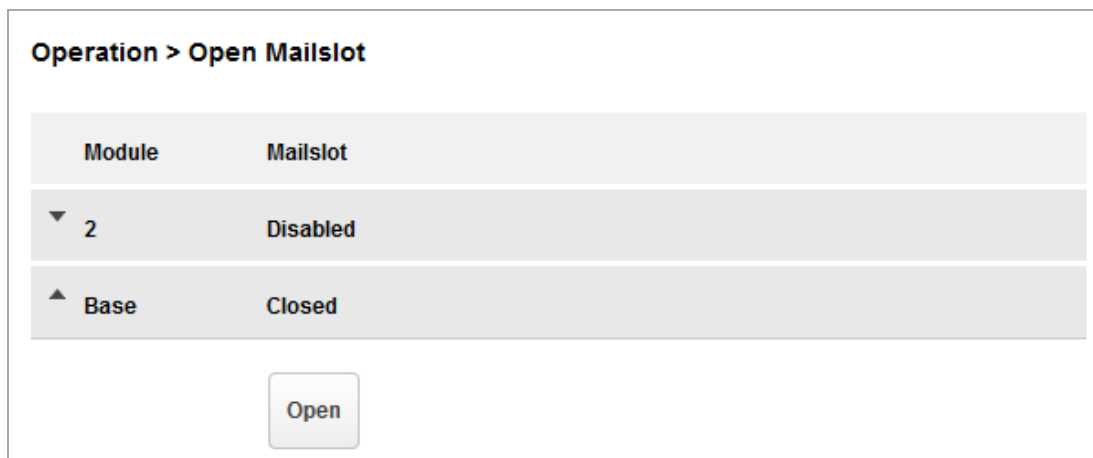 Operation > Open Mailslot
Module Mailslot
2 Disabled
Base Closed
Open